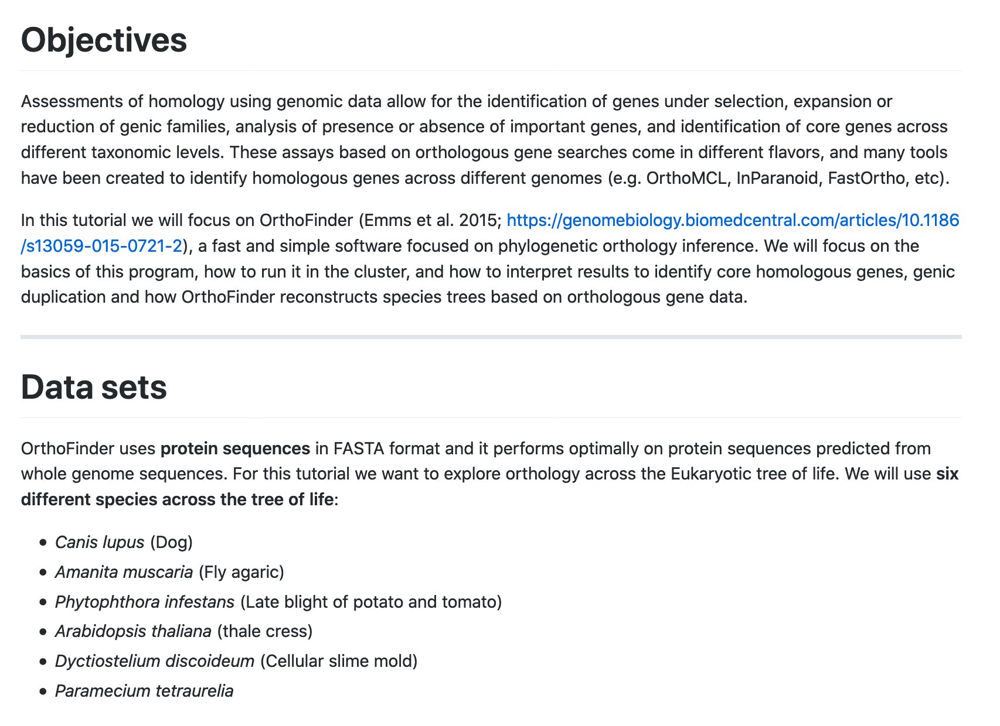 Objectives
Assessments of homology using genomic data allow for the identification of genes under selection, expansion or
reduction of genic families, analysis of presence or absence of important genes, and identification of core genes across
different taxonomic levels. These assays based on orthologous gene searches come in different flavors, and many tools
have been created to identify homologous genes across different genomes (e.g. OrthoMCL, InParanoid, FastOrtho, etc).
In this tutorial we will focus on OrthoFinder (Emms et al. 2015; https://genomebiology.biomedcentral.com/articles/10.1186
/s13059-015-0721-2), a fast and simple software focused on phylogenetic orthology inference. We will focus on the
basics of this program, how to run it in the cluster, and how to interpret results to identify core homologous genes, genic
duplication and how OrthoFinder reconstructs species trees based on orthologous gene data.
Data sets
OrthoFinder uses protein sequences in FASTA format and it performs optimally on protein sequences predicted from
whole genome sequences. For this tutorial we want to explore orthology across the Eukaryotic tree of life. We will use six
different species across the tree of life:
• Canis lupus (Dog)
• Amanita muscaria (Fly agaric)
• Phytophthora infestans (Late blight of potato and tomato)
• Arabidopsis thaliana (thale cress)
• Dyctiostelium discoideum (Cellular slime mold)
• Paramecium tetraurelia